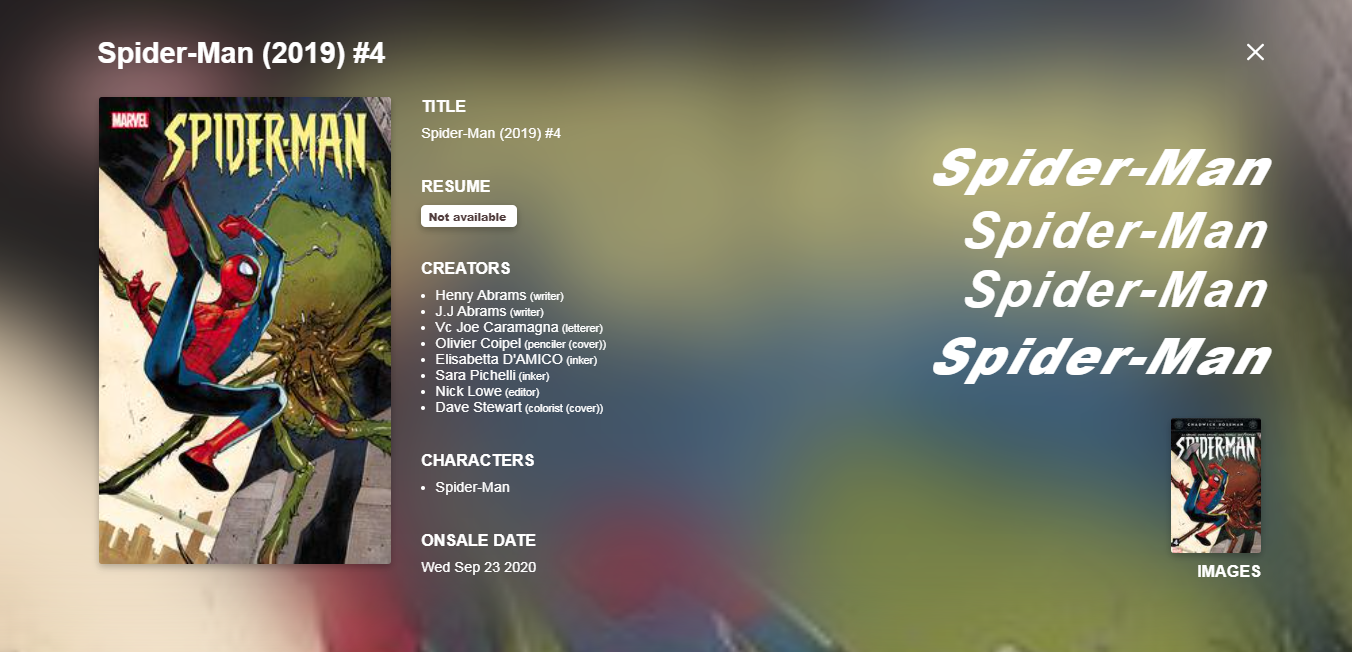 Spider-Man (2019) #4
MARVEL
SPIDER-MAN
TITLE
Spider-Man (2019) #4
RESUME
Not available
CREATORS
Henry Abrams (writer)
J.J Abrams (writer)
Vc Joe Caramagna (letterer)
Olivier Coipel (penciler (cover))
Elisabetta D'AMICO (inker)
Sara Pichelli (inker)
Nick Lowe (editor)
Dave Stewart (colorist (cover))
CHARACTERS
Spider-Man
ONSALE DATE
Wed Sep 23 2020
Spider-Man
Spider-Man
Spider-Man
Spider-Man
CHADWICK BOSEMAN
SPIDER-MAN
IMAGES